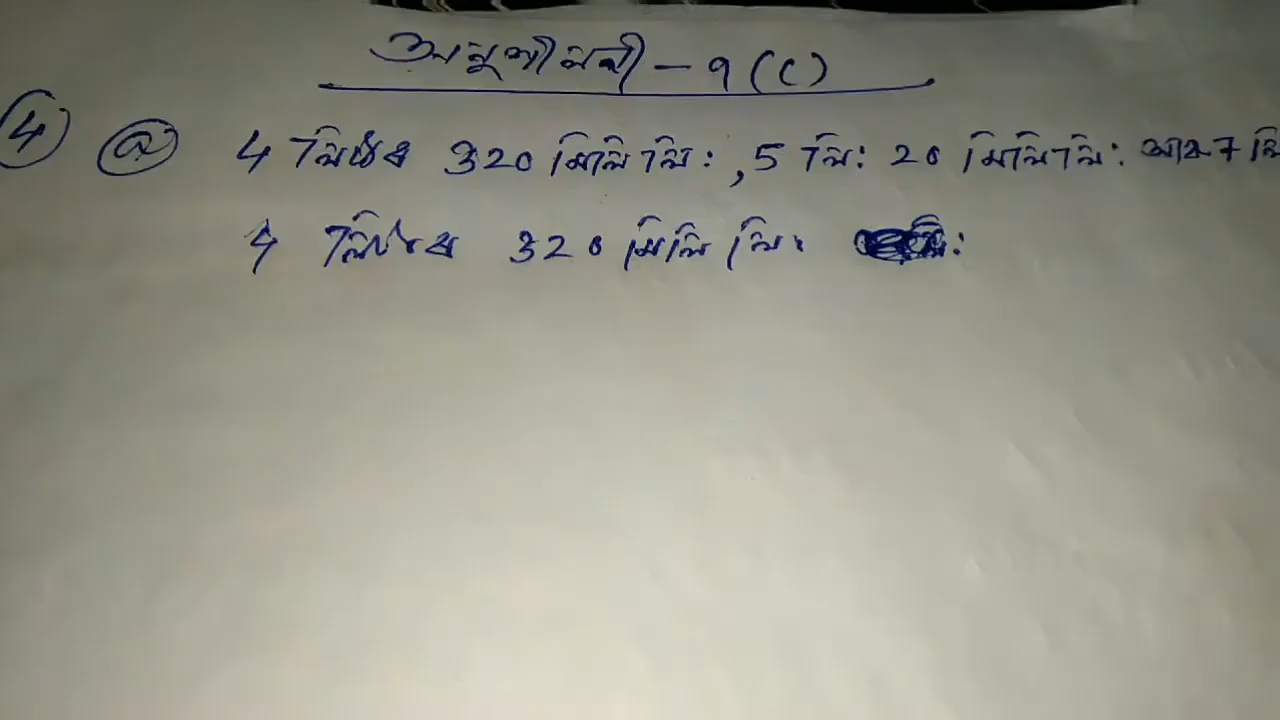 অনুশীলনী - ৭ (C)
4 a 4 লিটাৰ 320 মিলি লি: , 5 লি: 20 মিলি লি: আৰু 7 লি
4 লিটাৰ 320 মিলি লি: লি: